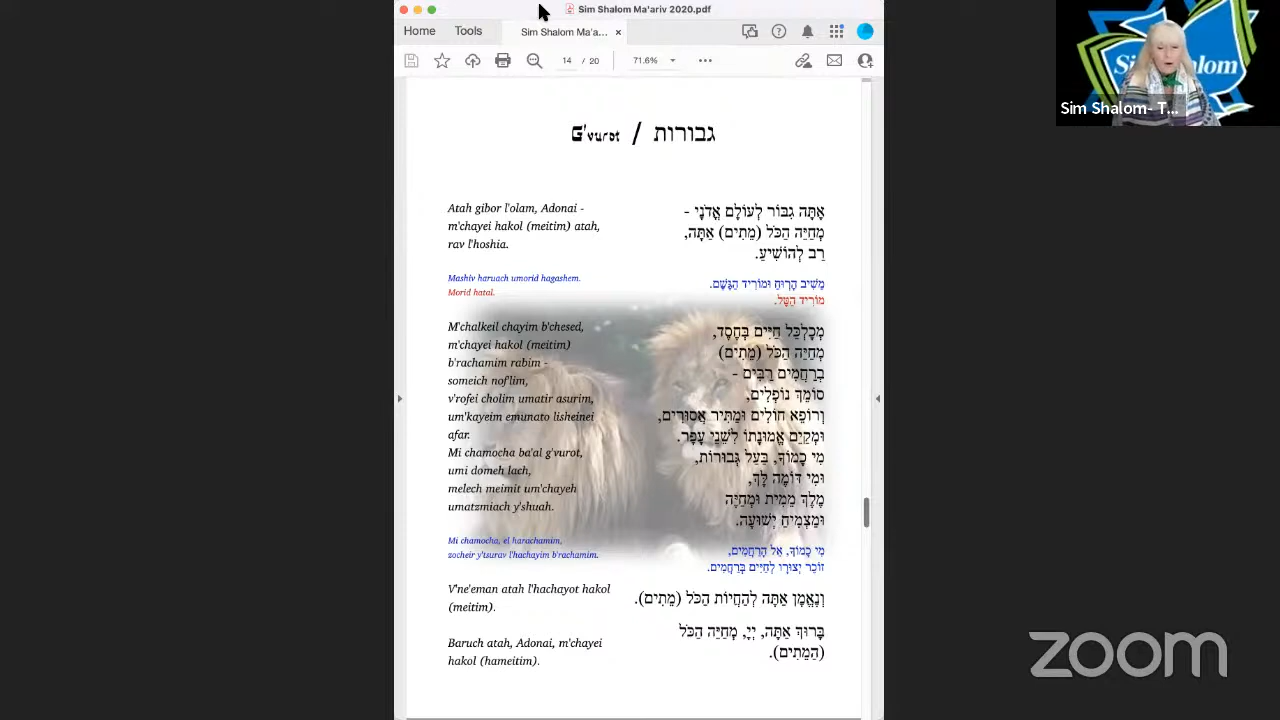 Sim Shalom Ma'ariv 2020.pdf
Home Tools Sim Shalom Ma'a... ×
14 / 20 71.6%
Sim Shalom
Sim Shalom- T...
G'vurot / גבורות
Atah gibor l'olam, Adonai -
m'chayei hakol (meitim) atah,
rav l'hoshia.
Mashiv haruach umorid hagashem.
Morid hatal.
M'chalkeil chayim b'chesed,
m'chayei hakol (meitim)
b'rachamim rabim -
someich nof'lim,
v'rofei cholim umatir asurim,
um'kayeim emunato lisheinei
afar.
Mi chamocha ba'al g'vurot,
umi domeh lach,
melech meimit um'chayeh
umatzmiach y'shuah.
Mi chamocha, el harachamim,
zocheir y'tsurav l'hachayim b'rachamim.
V'ne'eman atah l'hachayot hakol
(meitim).
Baruch atah, Adonai, m'chayei
hakol (hameitim).
אַתָּה גִּבּוֹר לְעוֹלָם אֲדֹנָי -
מְחַיֵּה הַכֹּל (מֵתִים) אַתָּה,
רַב לְהוֹשִׁיעַ.
מַשִּׁיב הָרוּחַ וּמוֹרִיד הַגָּשֶׁם.
מוֹרִיד הַטָּל.
מְכַלְכֵּל חַיִּים בְּחֶסֶד,
מְחַיֵּה הַכֹּל (מֵתִים)
בְּרַחֲמִים רַבִּים -
סוֹמֵךְ נוֹפְלִים,
וְרוֹפֵא חוֹלִים וּמַתִּיר אֲסוּרִים,
וּמְקַיֵּם אֱמוּנָתוֹ לִשֵׁנֵי עָפָר.
מִי כָמוֹךָ, בַּעַל גְּבוּרוֹת,
וּמִי דּוֹמֶה לָּךְ,
מֶלֶךְ מֵמִית וּמְחַיֶּה
וּמַצְמִיחַ יְשׁוּעָה.
מִי כָמוֹךָ, אֵל הָרַחֲמִים,
זוֹכֵר יְצוּרָיו לְחַיִּים בְּרַחֲמִים.
וְנֶאֱמָן אַתָּה לְהַחֲיוֹת הַכֹּל (מֵתִים).
בָּרוּךְ אַתָּה, יְיָ, מְחַיֵּה הַכֹּל
(הַמֵּתִים).
zoom